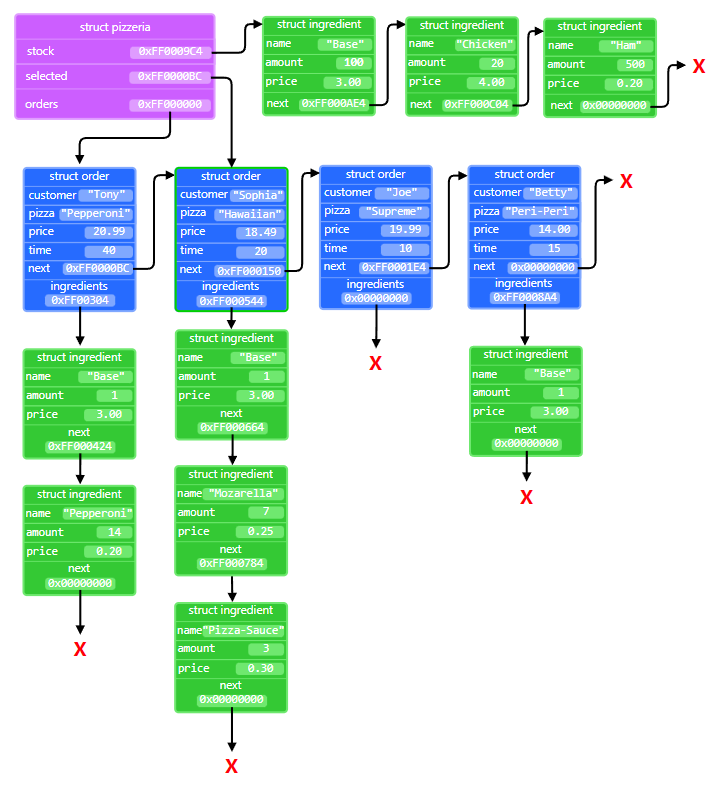 struct pizzeria
stock 0xFF0009C4
selected 0xFF0000BC
orders 0xFF000000
struct ingredient
name "Base"
amount 100
price 3.00
next 0xFF000AE4
struct ingredient
name "Chicken"
amount 20
price 4.00
next 0xFF000C04
struct ingredient
name "Ham"
amount 500
price 0.20
next 0x00000000
X
struct order
customer "Tony"
pizza "Pepperoni"
price 20.99
time 40
next 0xFF0000BC
ingredients
0xFF00304
struct order
customer "Sophia"
pizza "Hawaiian"
price 18.49
time 20
next 0xFF000150
ingredients
0xFF000544
struct order
customer "Joe"
pizza "Supreme"
price 19.99
time 10
next 0xFF0001E4
ingredients
0x00000000
X
struct order
customer "Betty"
pizza "Peri-Peri"
price 14.00
time 15
next 0x00000000
ingredients
0xFF0008A4
X
struct ingredient
name "Base"
amount 1
price 3.00
next
0xFF000424
struct ingredient
name "Pepperoni"
amount 14
price 0.20
next
0x00000000
X
struct ingredient
name "Base"
amount 1
price 3.00
next
0xFF000664
struct ingredient
name "Mozarella"
amount 7
price 0.25
next
0xFF000784
struct ingredient
name "Pizza-Sauce"
amount 3
price 0.30
next
0x00000000
X
struct ingredient
name "Base"
amount 1
price 3.00
next
0x00000000
X